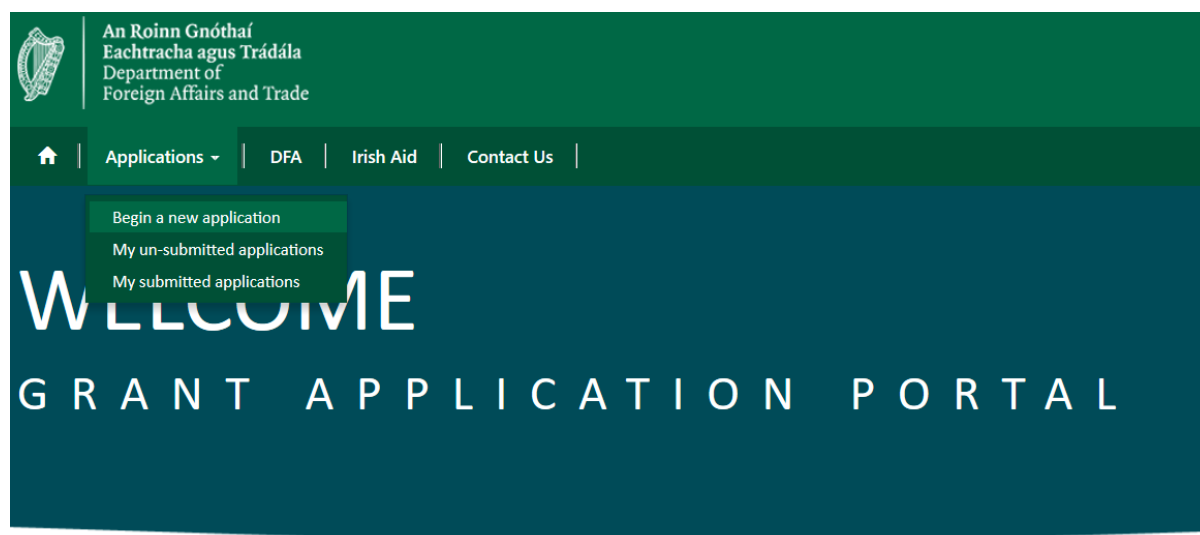 An Roinn Gnóthaí
Eachtracha agus Trádála
Department of
Foreign Affairs and Trade
Applications
DFA
Irish Aid
Contact Us
Begin a new application
My un-submitted applications
My submitted applications
WELCOME
GRANT APPLICATION PORTAL